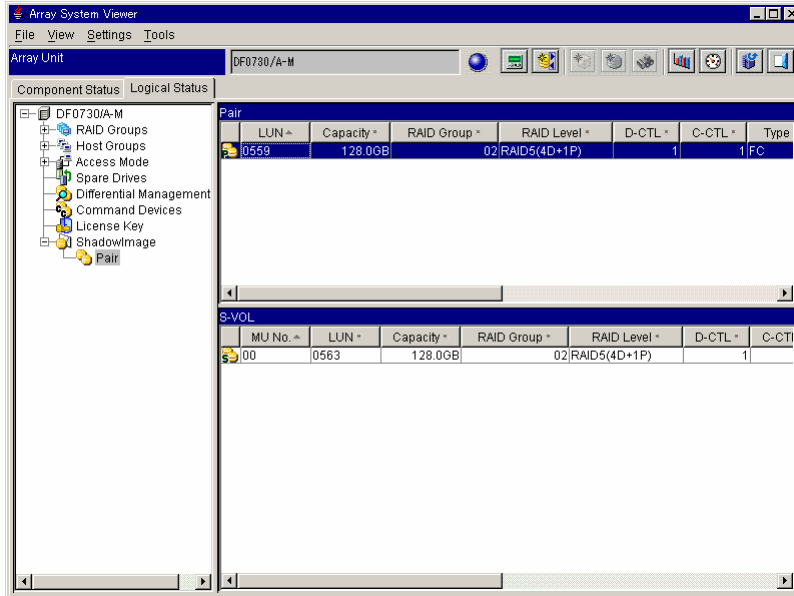 Array System Viewer
File View Settings Tools
Array Unit
DF0730/A-M
Component Status Logical Status
DF0730/A-M
RAID Groups
Host Groups
Access Mode
Spare Drives
Differential Management
Command Devices
License Key
ShadowImage
Pair
Pair
LUN Capacity RAID Group RAID Level D-CTL C-CTL Type
0559 128.0GB 02 RAID5(4D+1P) 1 1 FC
S-VOL
MU No. LUN Capacity RAID Group RAID Level D-CTL C-CTL
00 0563 128.0GB 02 RAID5(4D+1P) 1